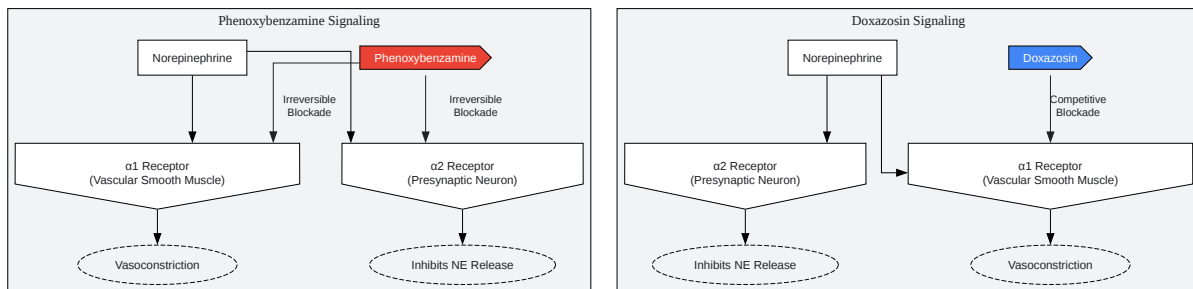 Phenoxybenzamine Signaling
Norepinephrine
Phenoxybenzamine
Irreversible
Blockade
Irreversible
Blockade
α1 Receptor
(Vascular Smooth Muscle)
α2 Receptor
(Presynaptic Neuron)
Vasoconstriction
Inhibits NE Release
Doxazosin Signaling
Norepinephrine
Doxazosin
Competitive
Blockade
α2 Receptor
(Presynaptic Neuron)
α1 Receptor
(Vascular Smooth Muscle)
Inhibits NE Release
Vasoconstriction